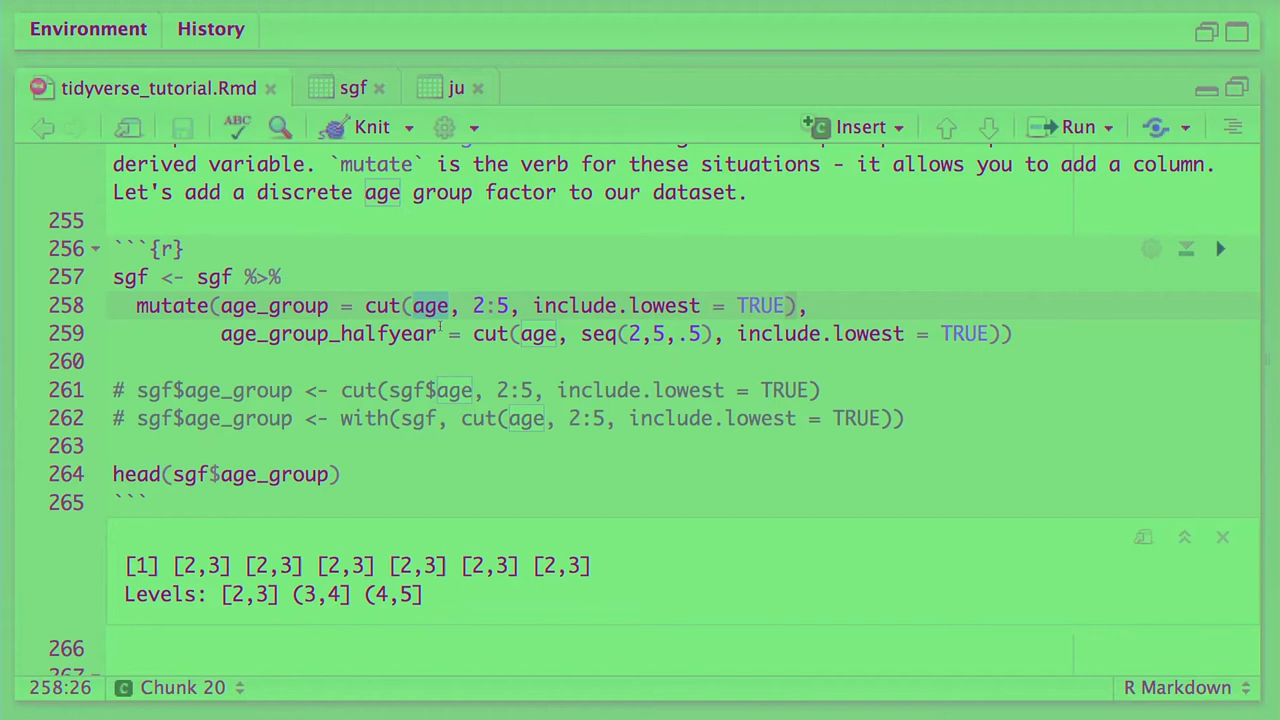 Environment History
tidyverse_tutorial.Rmd sgf ju
ABC Knit Insert Run
derived variable. `mutate` is the verb for these situations - it allows you to add a column.
Let's add a discrete age group factor to our dataset.
255
256 ```{r}
257 sgf <- sgf %>%
258 mutate(age_group = cut(age, 2:5, include.lowest = TRUE),
259 age_group_halfyear = cut(age, seq(2,5,.5), include.lowest = TRUE))
260
261 # sgf$age_group <- cut(sgf$age, 2:5, include.lowest = TRUE)
262 # sgf$age_group <- with(sgf, cut(age, 2:5, include.lowest = TRUE))
263
264 head(sgf$age_group)
265 ```
[1] [2,3] [2,3] [2,3] [2,3] [2,3] [2,3]
Levels: [2,3] (3,4] (4,5]
266
258:26 C Chunk 20 R Markdown